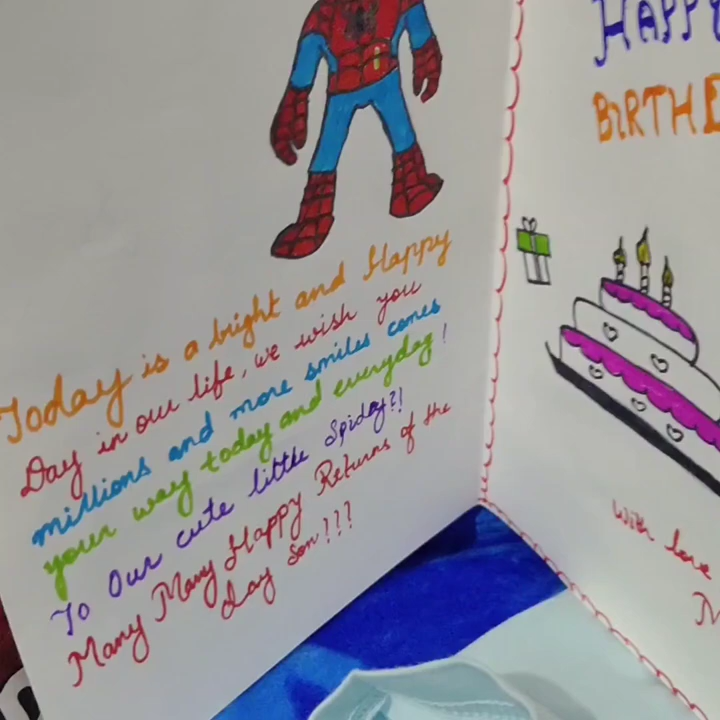 Today is a bright and Happy
Day in our life, we wish you
millions and more smiles comes
your way today and everyday!
To Our cute little Spidey?!
Many Many Happy Returns of the
day Son???
HAPPY
BIRTHD
With love